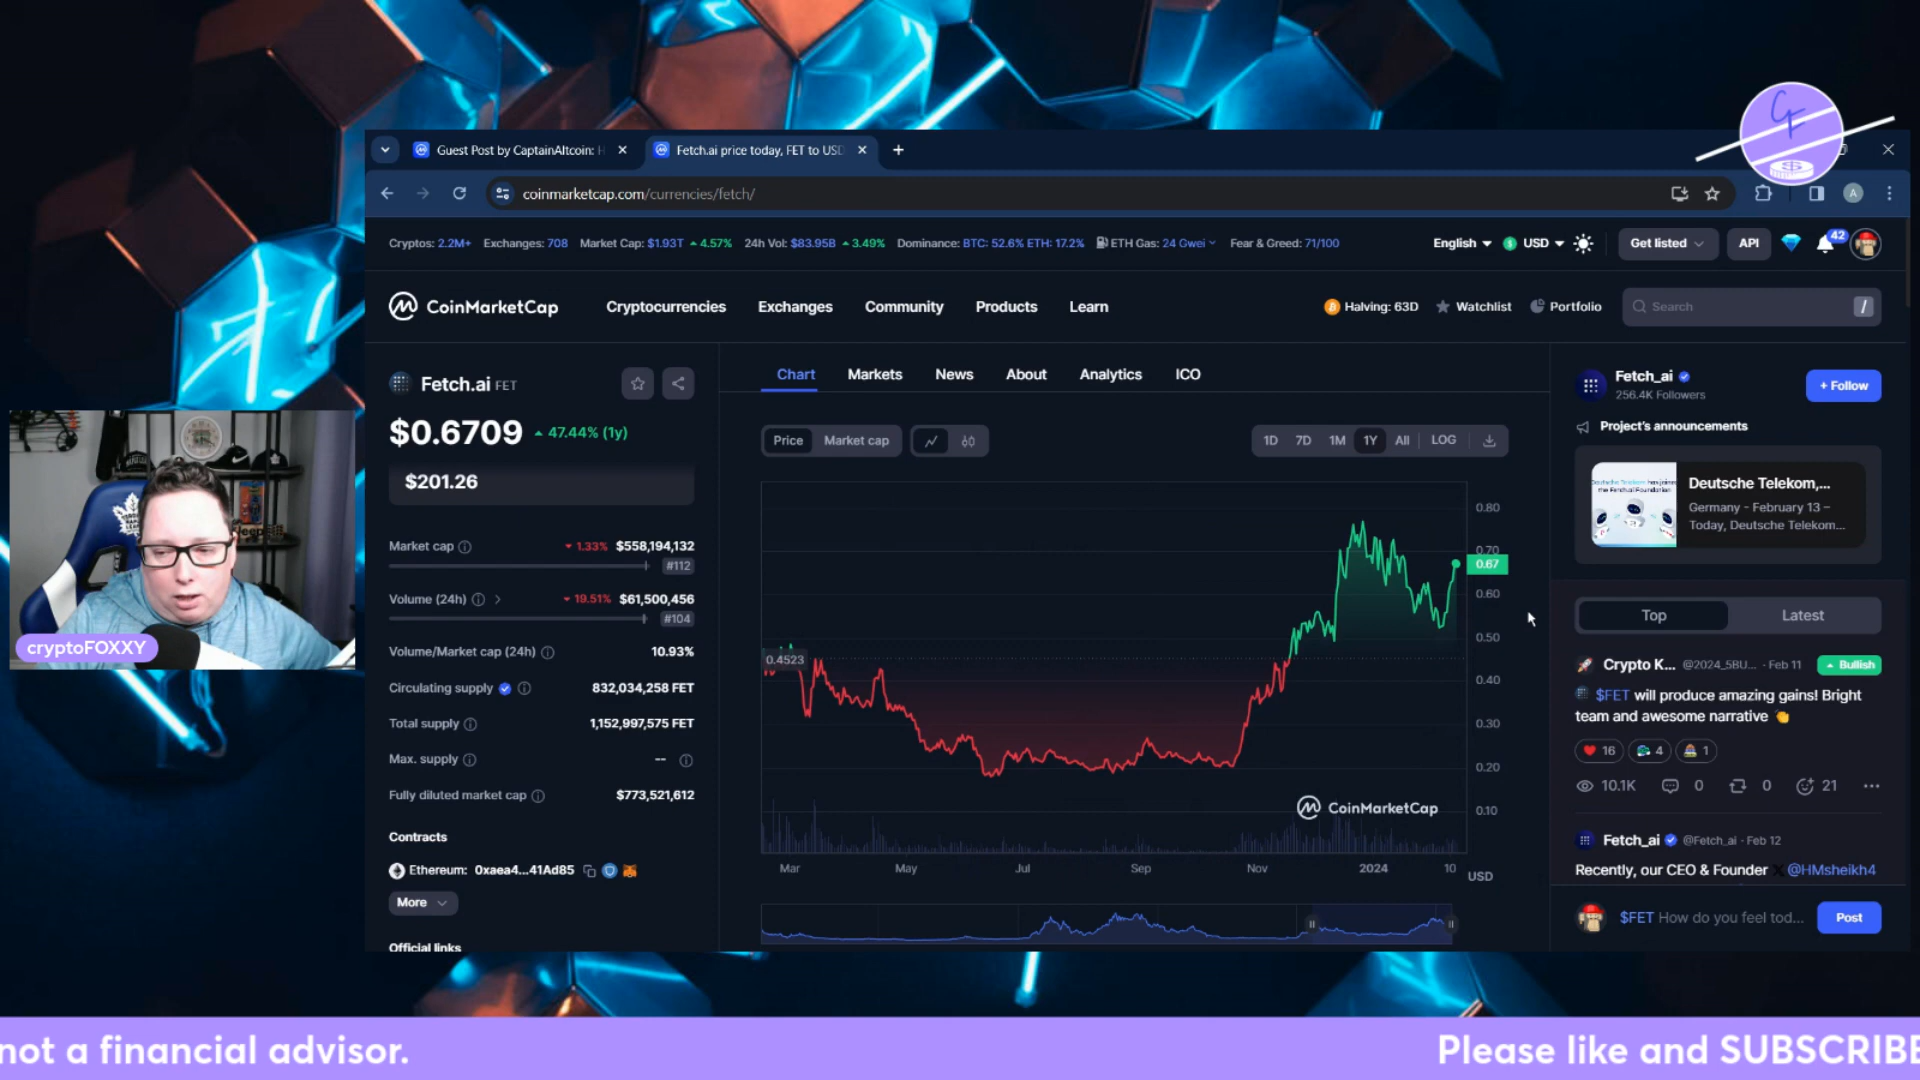 Guest Post by CaptainAltcoin: H
Fetch.ai price today, FET to USD
coinmarketcap.com/currencies/fetch/
A
Cryptos: 2.2M+ Exchanges: 708 Market Cap: $1.93T 4.57% 24h Vol: $83.95B 3.49% Dominance: BTC: 52.6% ETH: 17.2% ETH Gas: 24 Gwei Fear & Greed: 71/100
English USD Get listed API 42
CoinMarketCap Cryptocurrencies Exchanges Community Products Learn
Halving: 63D Watchlist Portfolio Search /
Fetch.ai FET
$0.6709 47.44% (1y)
$201.26
Market cap 1.33% $558,194,132
#112
Volume (24h) 19.51% $61,500,456
#104
Volume/Market cap (24h) 10.93%
Circulating supply 832,034,258 FET
Total supply 1,152,997,575 FET
Max. supply --
Fully diluted market cap $773,521,612
Contracts
Ethereum: 0xaea4...41Ad85
More
Official links
Chart Markets News About Analytics ICO
Price Market cap
1D 7D 1M 1Y All LOG
0.80
0.70
0.67
0.60
0.50
0.4523
0.40
0.30
0.20
0.10
CoinMarketCap
Mar May Jul Sep Nov 2024 10 USD
Fetch_ai
256.4K Followers
+ Follow
Project's announcements
Deutsche Telekom has joined
the Fetch.ai Foundation
Deutsche Telekom,...
Germany - February 13 –
Today, Deutsche Telekom...
Top Latest
Crypto K... @2024_5BU... · Feb 11 Bullish
$FET will produce amazing gains! Bright
team and awesome narrative
16 4 1
10.1K 0 0 21 ...
Fetch_ai @Fetch_ai · Feb 12
Recently, our CEO & Founder @HMsheikh4
$FET How do you feel tod... Post
cryptoFOXXY
not a financial advisor.
Please like and SUBSCRIBE